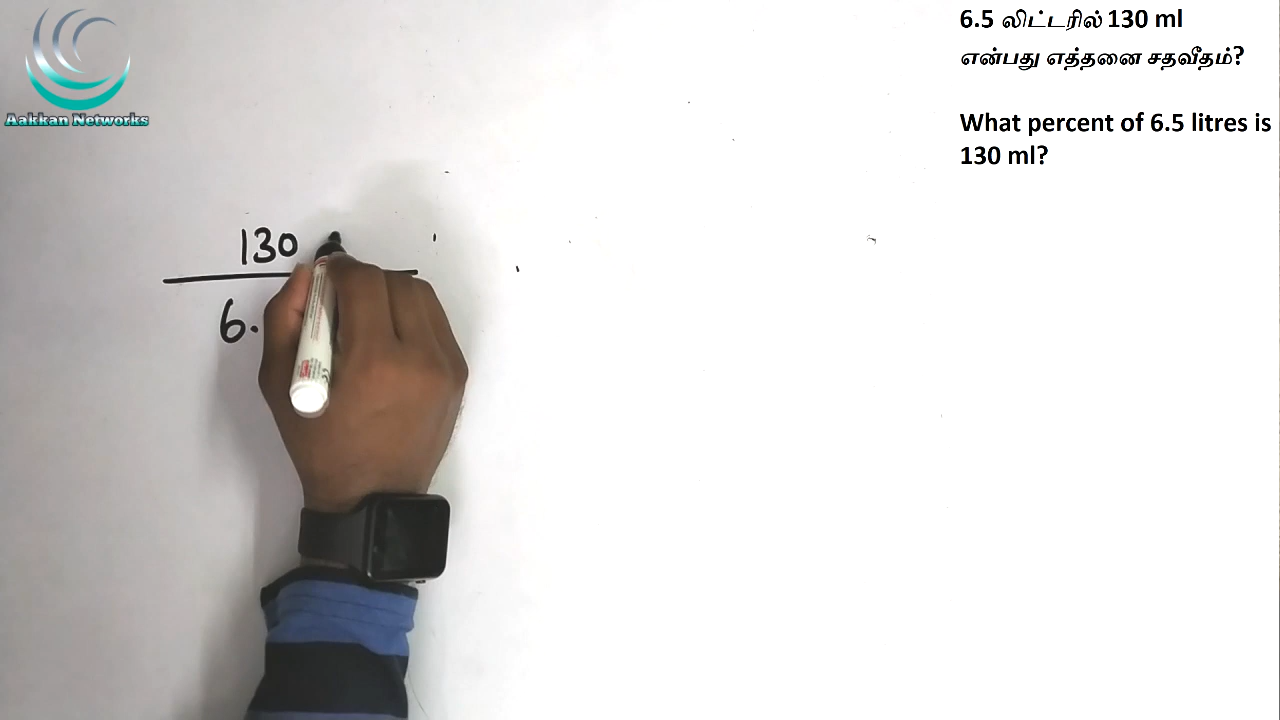 Aakkan Networks
6.5 லிட்டரில் 130 ml
என்பது எத்தனை சதவீதம்?
What percent of 6.5 litres is
130 ml?
130
6.